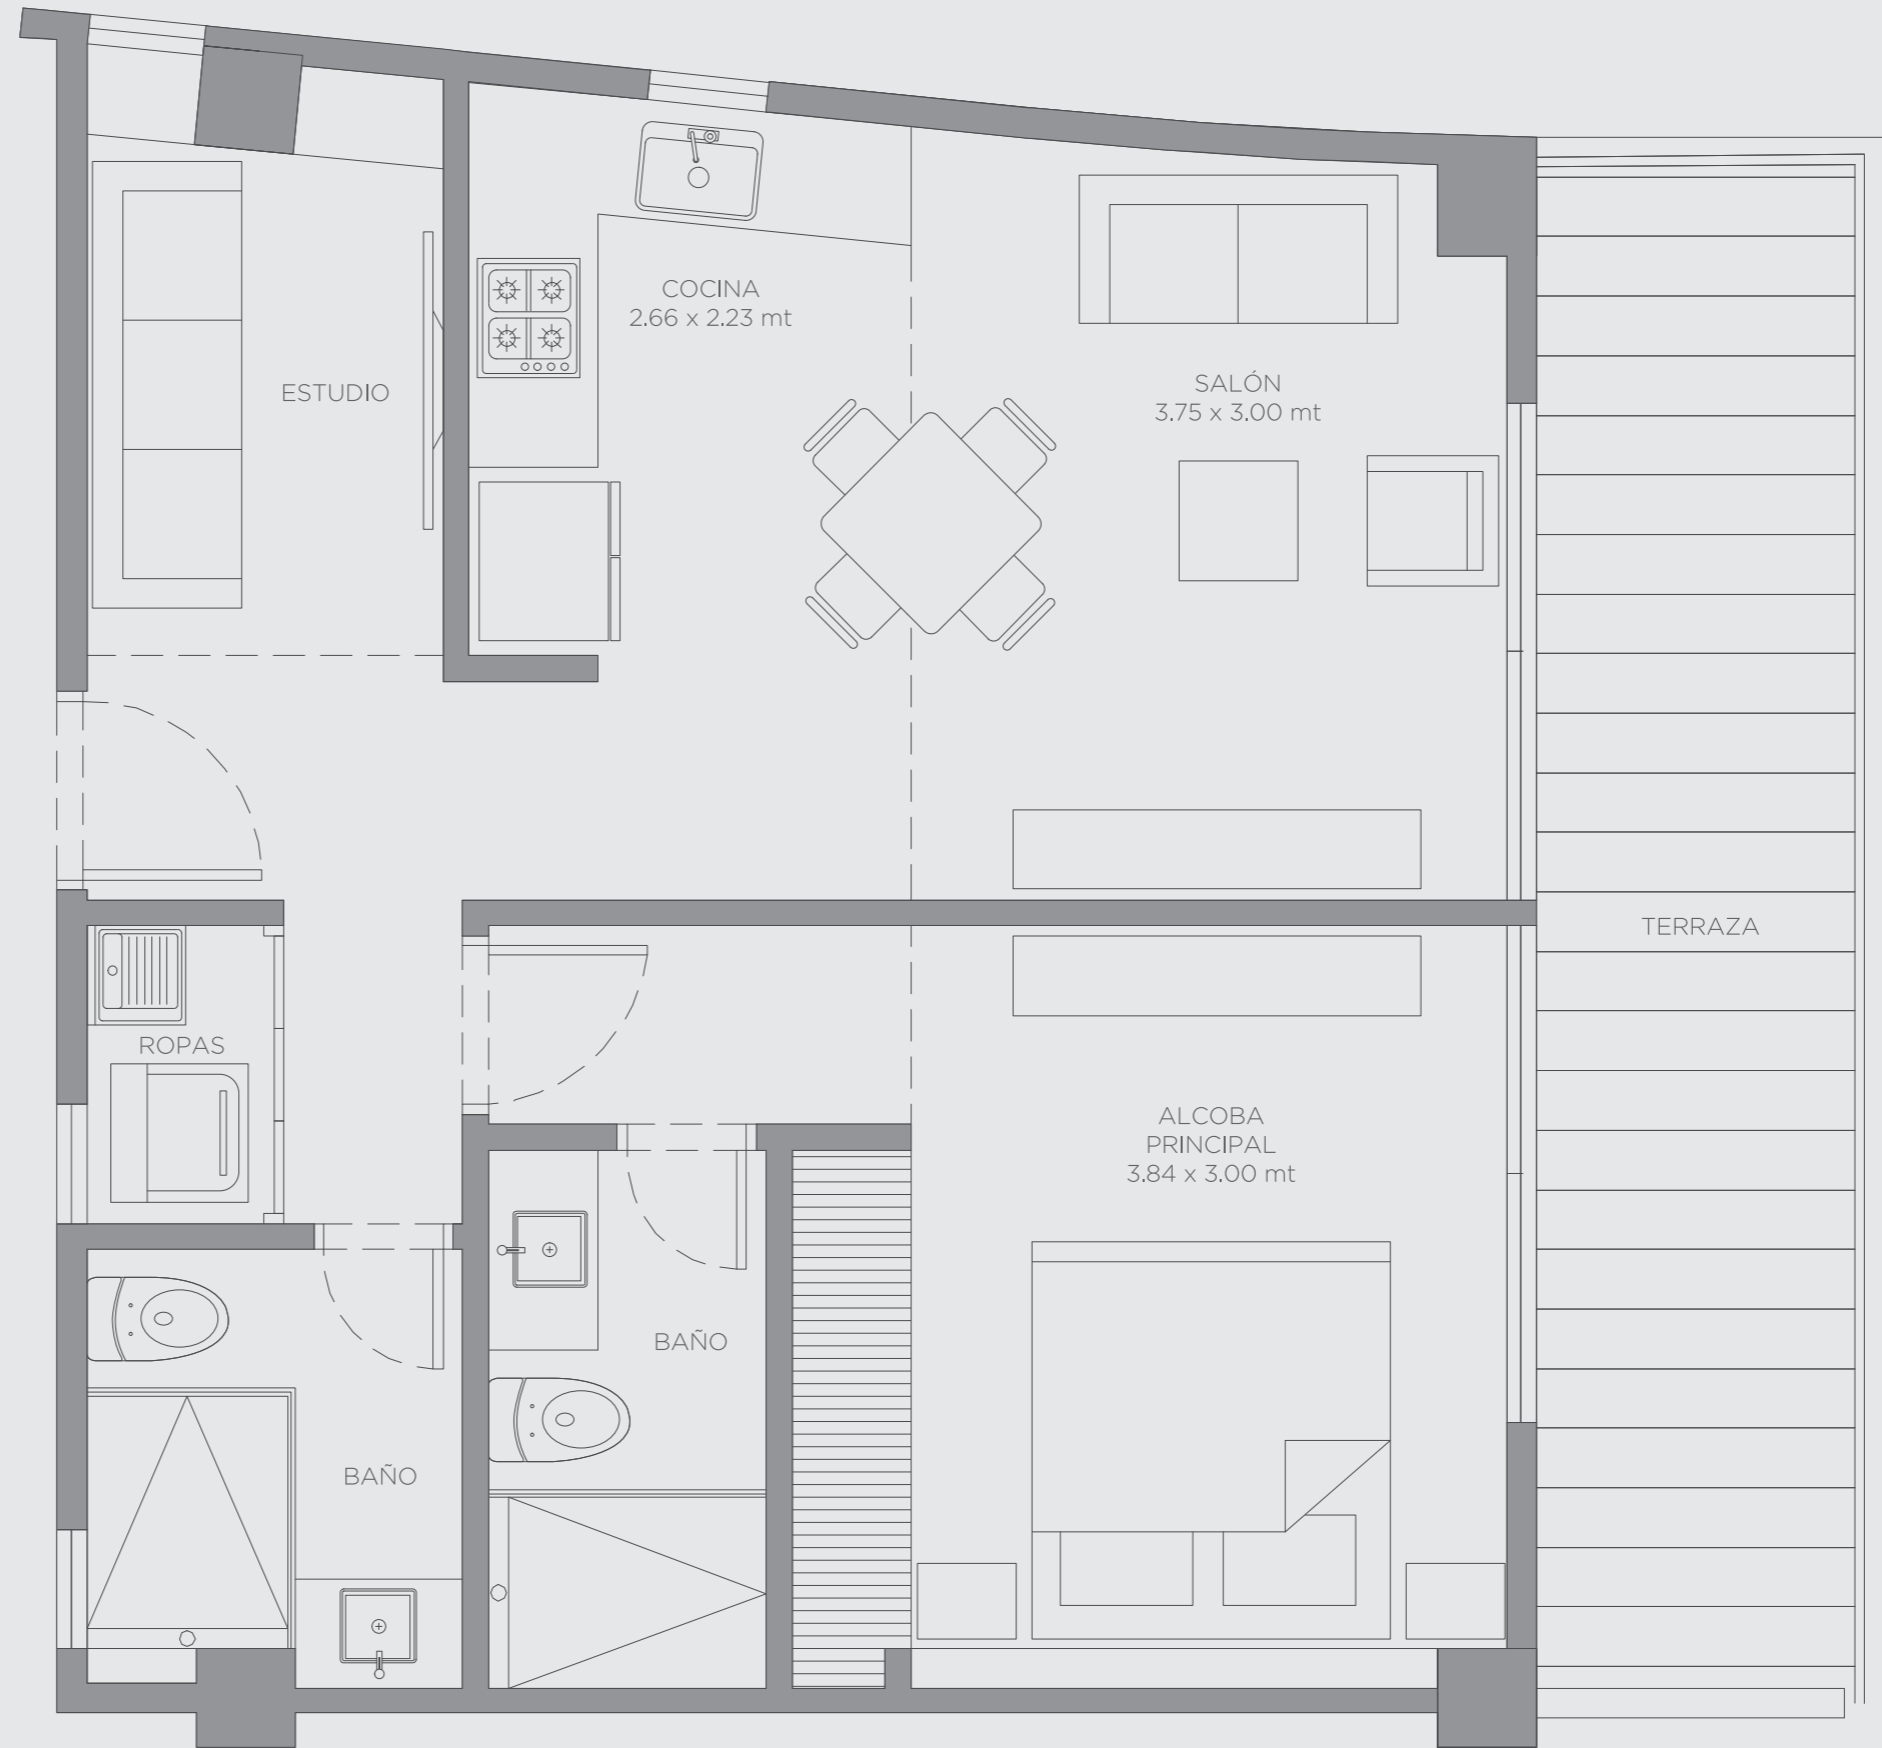 COCINA
2.66 x 2.23 mt
ESTUDIO
SALÓN
3.75 x 3.00 mt
TERRAZA
ROPAS
ALCOBA
PRINCIPAL
3.84 x 3.00 mt
BAÑO
BAÑO